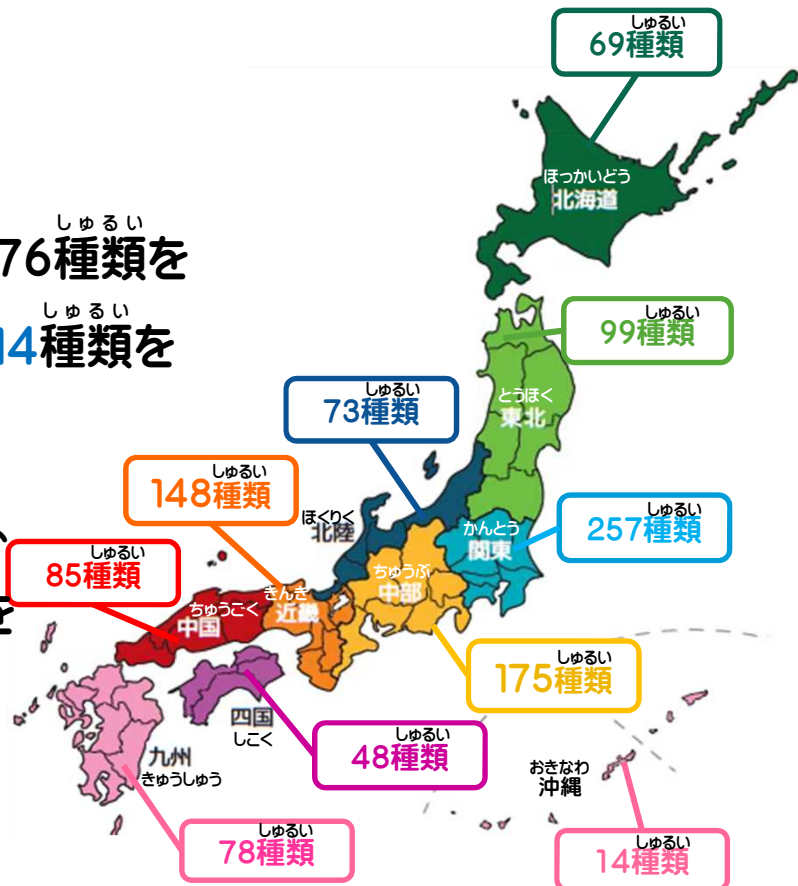 しゅるい
69種類
ほっかいどう
北海道
しゅるい
76種類を
しゅるい
14種類を
しゅるい
99種類
とうほく
東北
しゅるい
73種類
しゅるい
148種類
ほくりく
北陸
かんとう
関東
しゅるい
257種類
、
しゅるい
85種類
ちゅうぶ
中部
きんき
近畿
ちゅうごく
中国
を
しゅるい
175種類
四国
しこく
しゅるい
48種類
九州
きゅうしゅう
おきなわ
沖縄
しゅるい
78種類
しゅるい
14種類